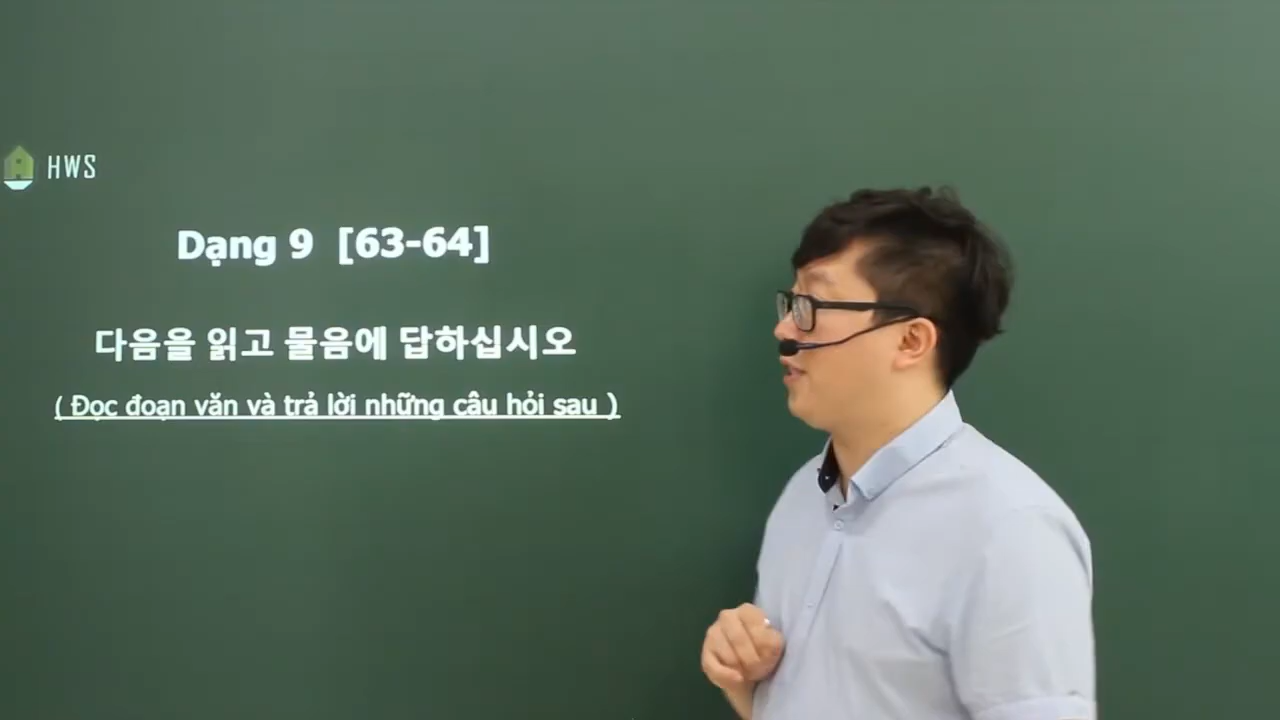 HWS
Dạng 9 [63-64]
다음을 읽고 물음에 답하십시오
( Đọc đoạn văn và trả lời những câu hỏi sau )